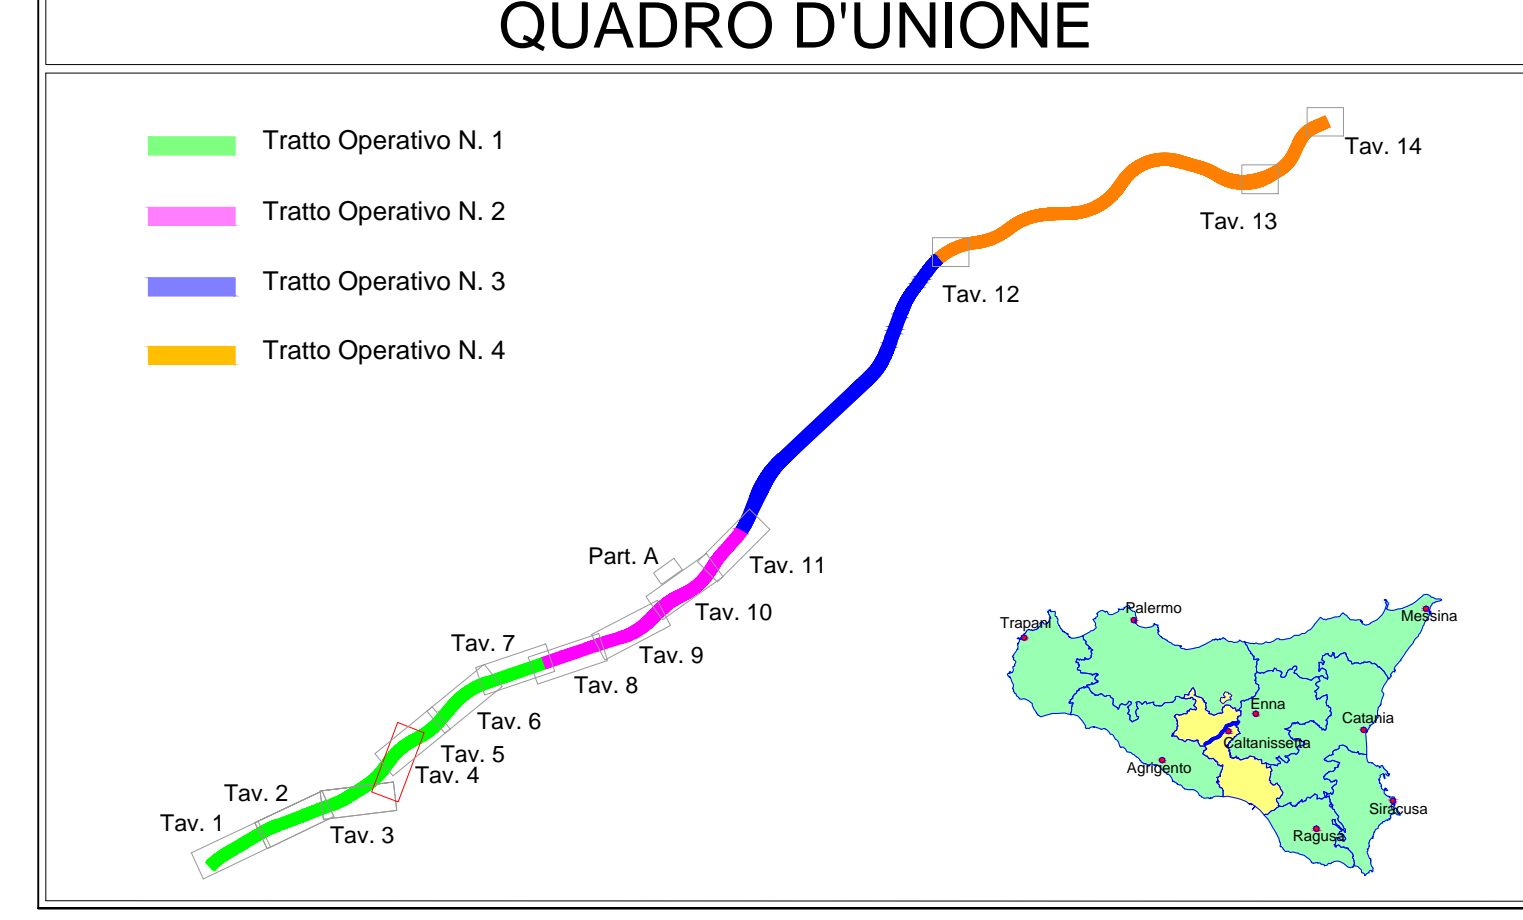 QUADRO D'UNIONE
Tratto Operativo N. 1
Tratto Operativo N. 2
Tratto Operativo N. 3
Tratto Operativo N. 4
Tav. 14
Tav. 13
Tav. 12
Part. A
Tav. 11
Tav. 10
Tav. 9
Tav. 8
Tav. 7
Tav. 6
Tav. 5
Tav. 4
Tav. 3
Tav. 2
Tav. 1
Palermo
Trapani
Messina
Enna
Catania
Caltanissetta
Agrigento
Siracusa
Ragusa